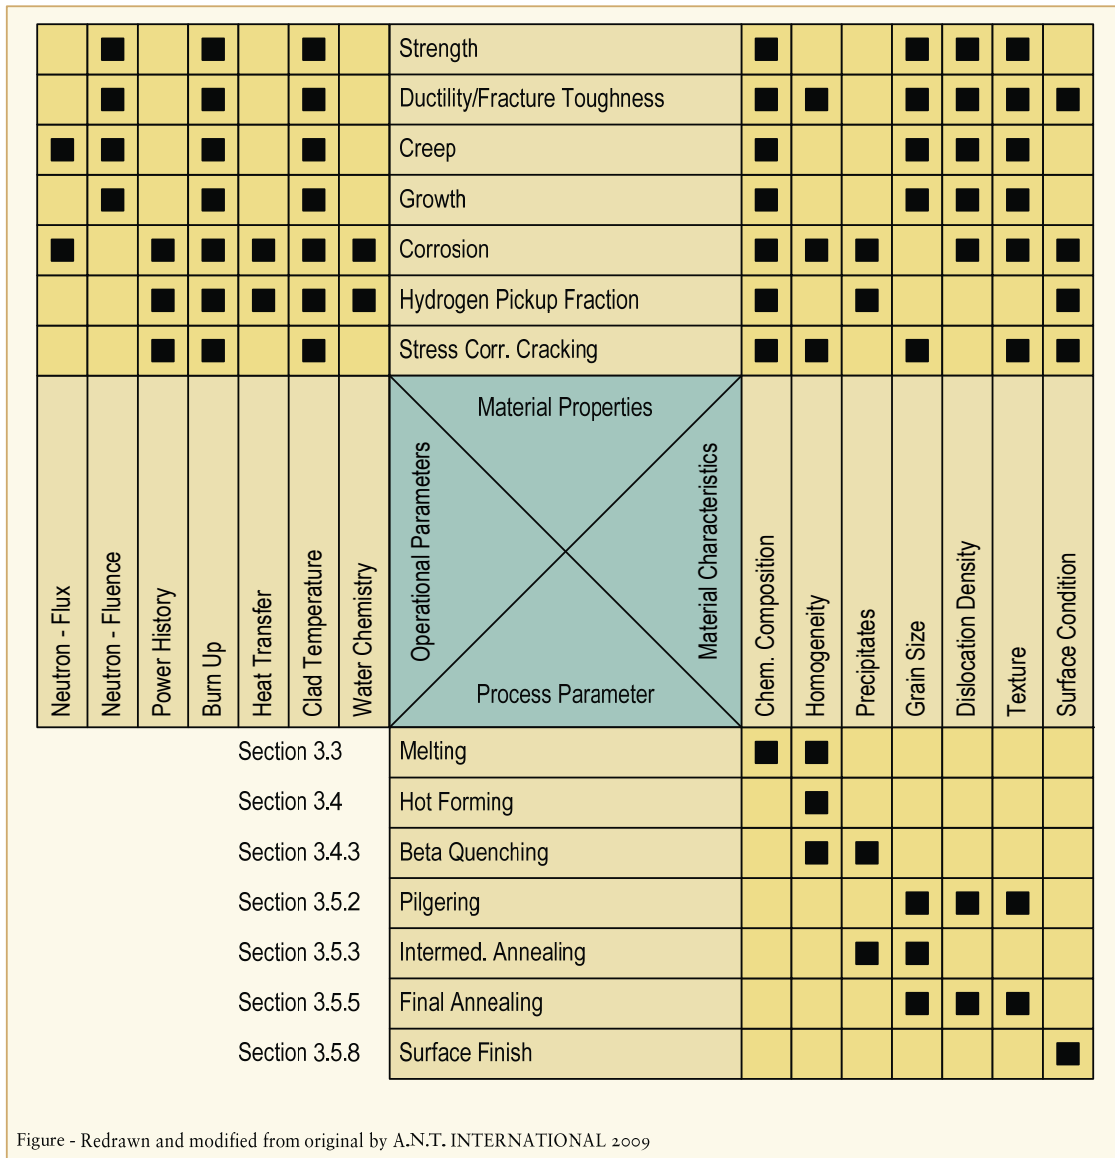 Strength
Ductility/Fracture Toughness
Creep
Growth
Corrosion
Hydrogen Pickup Fraction
Stress Corr. Cracking
Neutron - Flux
Neutron - Fluence
Power History
Burn Up
Heat Transfer
Clad Temperature
Water Chemistry
Material Properties
Operational Parameters
Material Characteristics
Process Parameter
Chem. Composition
Homogeneity
Precipitates
Grain Size
Dislocation Density
Texture
Surface Condition
Section 3.3 Melting
Section 3.4 Hot Forming
Section 3.4.3 Beta Quenching
Section 3.5.2 Pilgering
Section 3.5.3 Intermed. Annealing
Section 3.5.5 Final Annealing
Section 3.5.8 Surface Finish
Figure - Redrawn and modified from original by A.N.T. INTERNATIONAL 2009